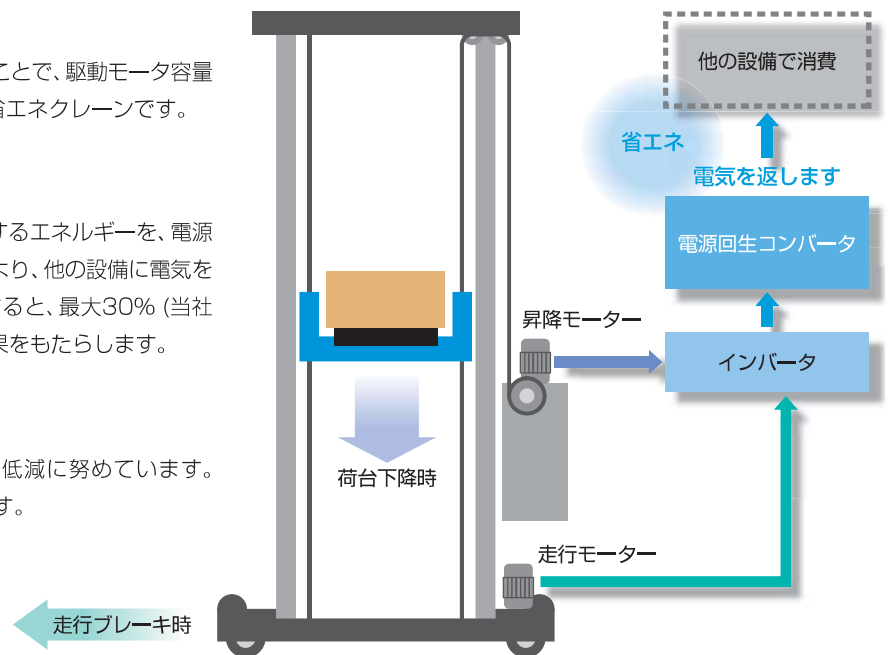 ことで、駆動モータ容量
省エネクレーンです。
するエネルギーを、電源
より、他の設備に電気を
ると、最大30% (当社
果をもたらします。
低減に努めています。
す。
他の設備で消費
省エネ
電気を返します
電源回生コンバータ
昇降モーター
インバータ
荷台下降時
走行モーター
走行ブレーキ時